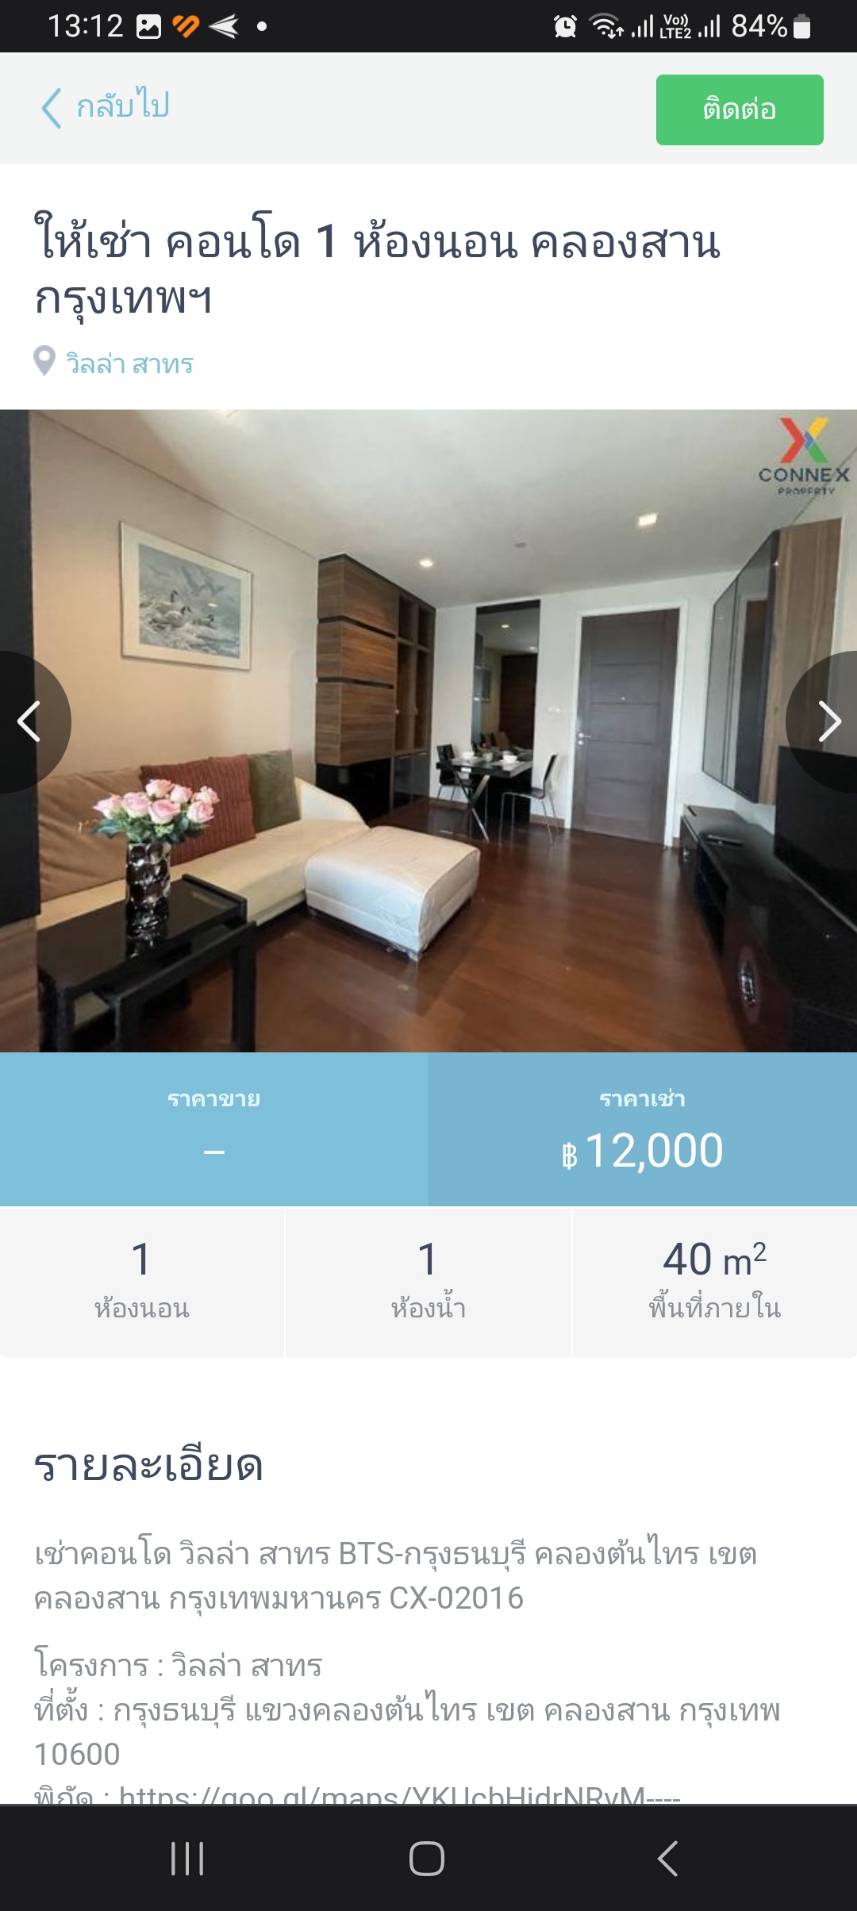 13:12
Vo))
LTE2
84%
กลับไป
ติดต่อ
ให้เช่า คอนโด 1 ห้องนอน คลองสาน
กรุงเทพฯ
วิลล่า สาทร
CONNEX
PROPERTY
ราคาขาย
ราคาเช่า
–
฿12,000
1
1
40 m²
ห้องนอน
ห้องน้ำ
พื้นที่ภายใน
รายละเอียด
เช่าคอนโด วิลล่า สาทร BTS-กรุงธนบุรี คลองต้นไทร เขต
คลองสาน กรุงเทพมหานคร CX-02016
โครงการ : วิลล่า สาทร
ที่ตั้ง : กรุงธนบุรี แขวงคลองต้นไทร เขต คลองสาน กรุงเทพ
10600
พิกัด : https://goo.gl/maps/YKUcbHidrNRvM----